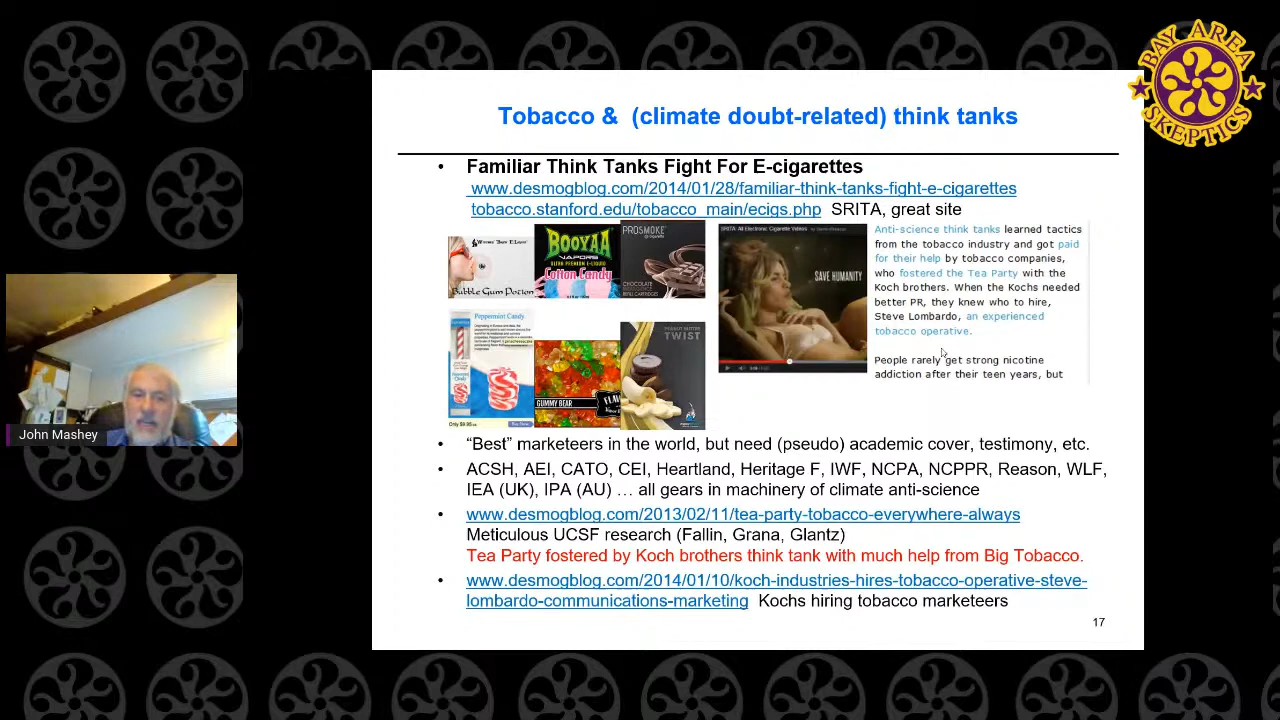 BAY AREA
SKEPTICS
Tobacco & (climate doubt-related) think tanks
• Familiar Think Tanks Fight For E-cigarettes
www.desmogblog.com/2014/01/28/familiar-think-tanks-fight-e-cigarettes
tobacco.stanford.edu/tobacco_main/ecigs.php SRITA, great site
Bubble Gum Potion
BOOYAA
VAPORS
ULTRA PREMIUM E-LIQUID
Cotton Candy
PROSMOKE
CHOCOLATE
REFILL CARTRIDGES
Peppermint Candy
Only $9.95
GUMMY BEAR
PEANUT BUTTER
TWIST
SRITA: All Electronic Cigarette Videos
SAVE HUMANITY
Anti-science think tanks learned tactics
from the tobacco industry and got paid
for their help by tobacco companies,
who fostered the Tea Party with the
Koch brothers. When the Kochs needed
better PR, they knew who to hire,
Steve Lombardo, an experienced
tobacco operative.
People rarely get strong nicotine
addiction after their teen years, but
• “Best” marketeers in the world, but need (pseudo) academic cover, testimony, etc.
• ACSH, AEI, CATO, CEI, Heartland, Heritage F, IWF, NCPA, NCPPR, Reason, WLF,
IEA (UK), IPA (AU) … all gears in machinery of climate anti-science
• www.desmogblog.com/2013/02/11/tea-party-tobacco-everywhere-always
Meticulous UCSF research (Fallin, Grana, Glantz)
Tea Party fostered by Koch brothers think tank with much help from Big Tobacco.
• www.desmogblog.com/2014/01/10/koch-industries-hires-tobacco-operative-steve-
lombardo-communications-marketing Kochs hiring tobacco marketeers
17
John Mashey